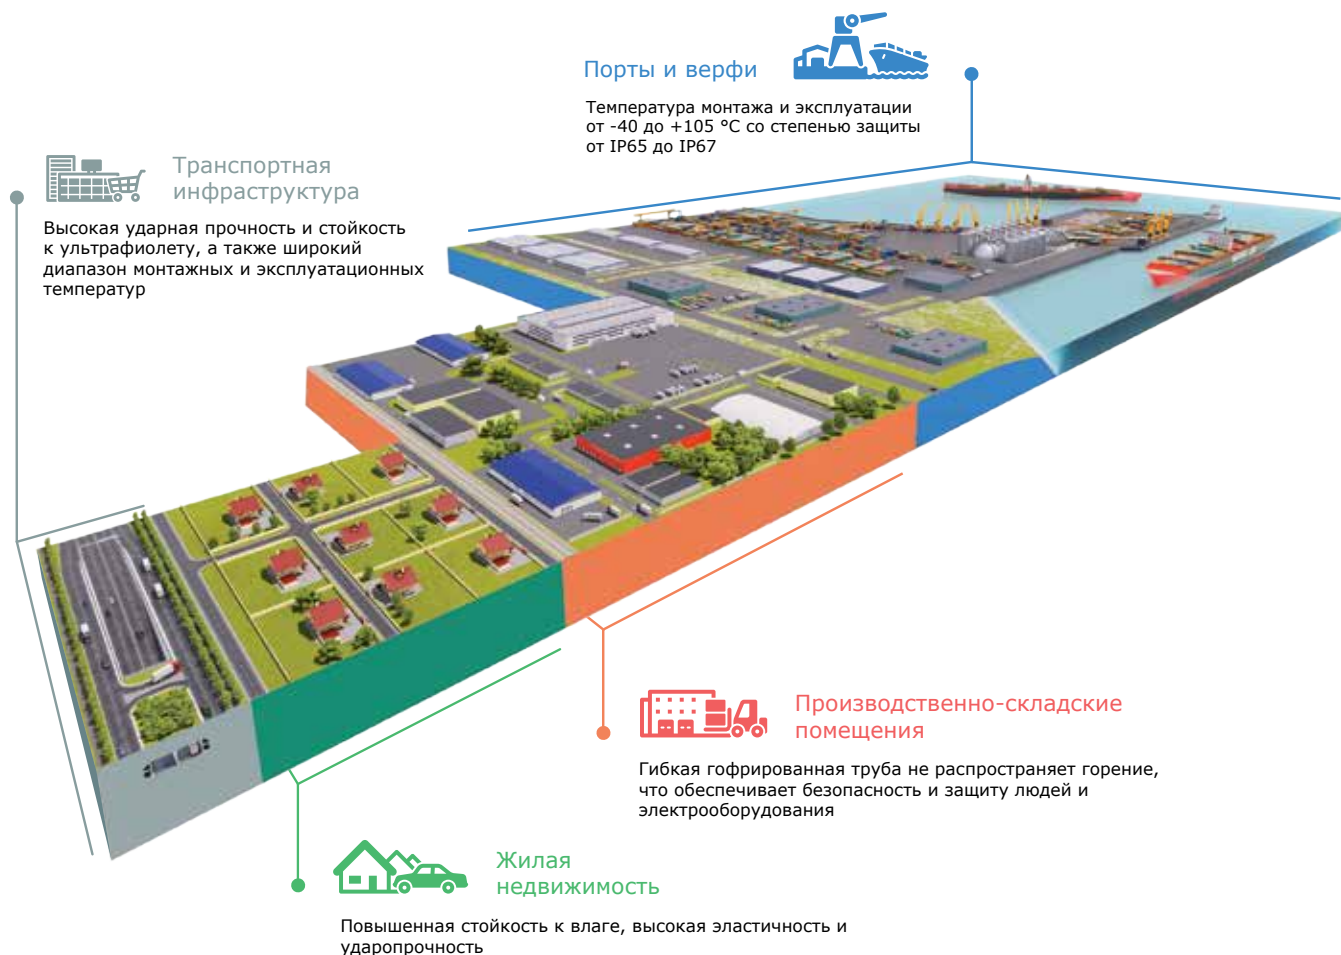 Порты и верфи
Температура монтажа и эксплуатации
от -40 до +105 °C со степенью защиты
от IP65 до IP67
Транспортная
инфраструктура
Высокая ударная прочность и стойкость
к ультрафиолету, а также широкий
диапазон монтажных и эксплуатационных
температур
Производственно-складские
помещения
Гибкая гофрированная труба не распространяет горение,
что обеспечивает безопасность и защиту людей и
электрооборудования
Жилая
недвижимость
Повышенная стойкость к влаге, высокая эластичность и
ударопрочность